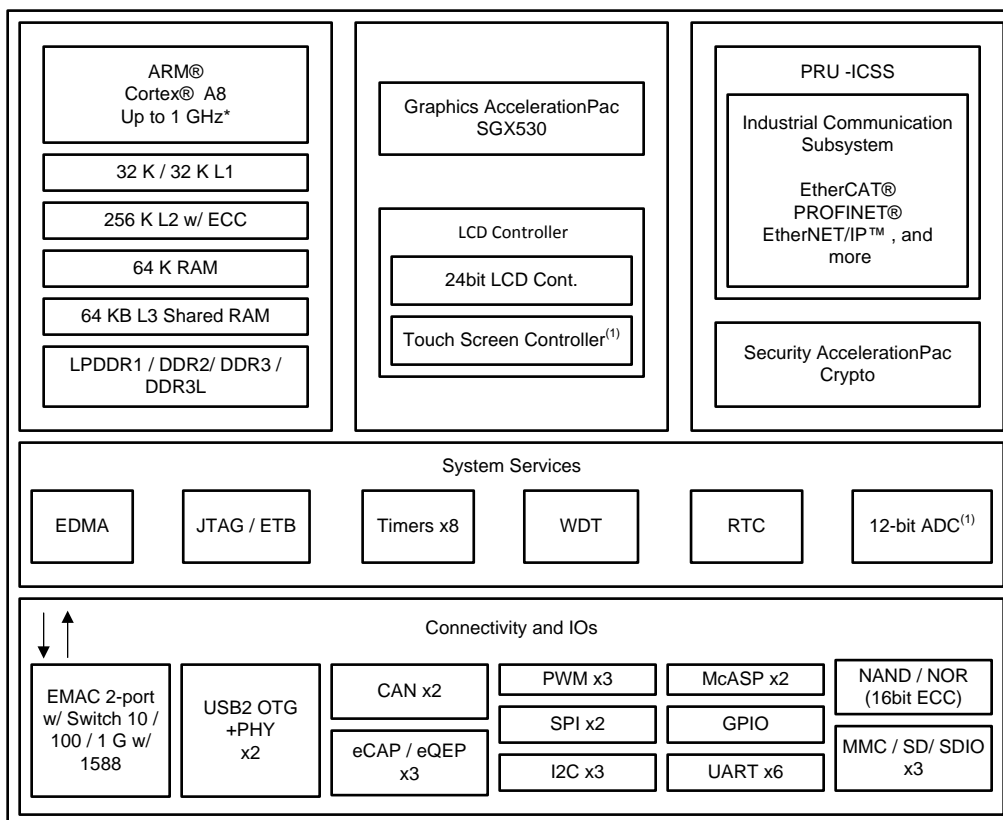 ARM®
Cortex® A8
Up to 1 GHz*
32 K / 32 K L1
256 K L2 w/ ECC
64 K RAM
64 KB L3 Shared RAM
LPDDR1 / DDR2/ DDR3 /
DDR3L
Graphics AccelerationPac
SGX530
LCD Controller
24bit LCD Cont.
Touch Screen Controller(1)
PRU -ICSS
Industrial Communication
Subsystem
EtherCAT®
PROFINET®
EtherNET/IP™ , and
more
Security AccelerationPac
Crypto
System Services
EDMA
JTAG / ETB
Timers x8
WDT
RTC
12-bit ADC(1)
Connectivity and IOs
EMAC 2-port
w/ Switch 10 /
100 / 1 G w/
1588
USB2 OTG
+PHY
x2
CAN x2
eCAP / eQEP
x3
PWM x3
SPI x2
I2C x3
McASP x2
GPIO
UART x6
NAND / NOR
(16bit ECC)
MMC / SD/ SDIO
x3